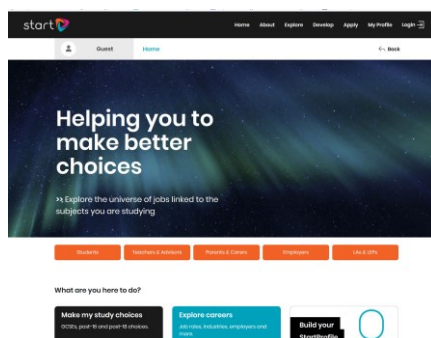 start
Home About Explore Develop Apply My Profile Login
Guest Home Back
Helping you to
make better
choices
Explore the universe of jobs linked to the
subjects you are studying
Students Teachers & Advisors Parents & Carers Employers LAs & LEPs
What are you here to do?
Make my study choices
GCSEs, post-16 and post-18 choices.
Explore careers
Job roles, industries, employers and
more.
Build your
StartProfile